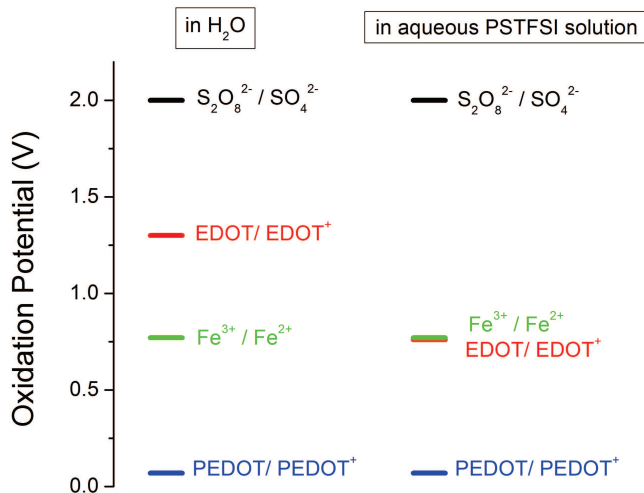 in H₂O
in aqueous PSTFSI solution
Oxidation Potential (V)
2.0
1.5
1.0
0.5
0.0
S₂O₈²⁻ / SO₄²⁻
EDOT/ EDOT⁺
Fe³⁺ / Fe²⁺
PEDOT/ PEDOT⁺
S₂O₈²⁻ / SO₄²⁻
Fe³⁺ / Fe²⁺
EDOT/ EDOT⁺
PEDOT/ PEDOT⁺